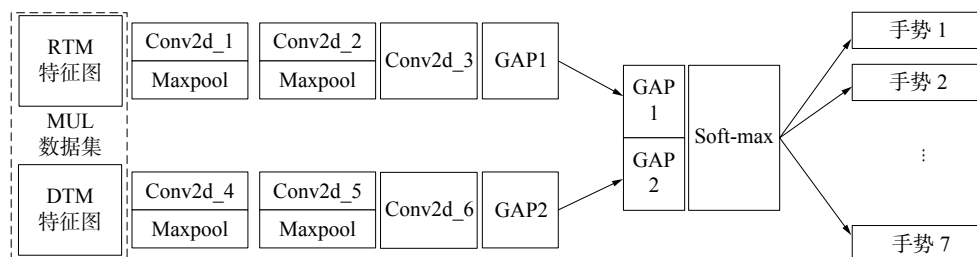 RTM
特征图
Conv2d_1
Maxpool
Conv2d_2
Maxpool
Conv2d_3
GAP1
MUL
数据集
DTM
特征图
Conv2d_4
Maxpool
Conv2d_5
Maxpool
Conv2d_6
GAP2
GAP
1
GAP
2
Soft-max
手势 1
手势 2
...
手势 7